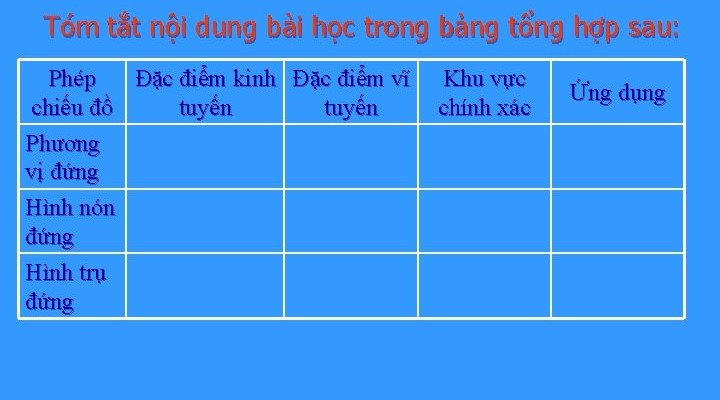 Tóm tắt nội dung bài học trong bảng tổng hợp sau:
Phép chiếu đồ
Đặc điểm kinh tuyến
Đặc điểm vĩ tuyến
Khu vực chính xác
Ứng dụng
Phương vị đứng
Hình nón đứng
Hình trụ đứng